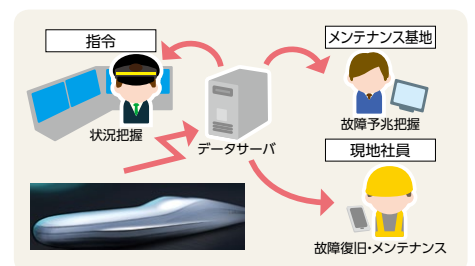 指令
状況把握
データサーバ
メンテナンス基地
故障予兆把握
現地社員
故障復旧・メンテナンス